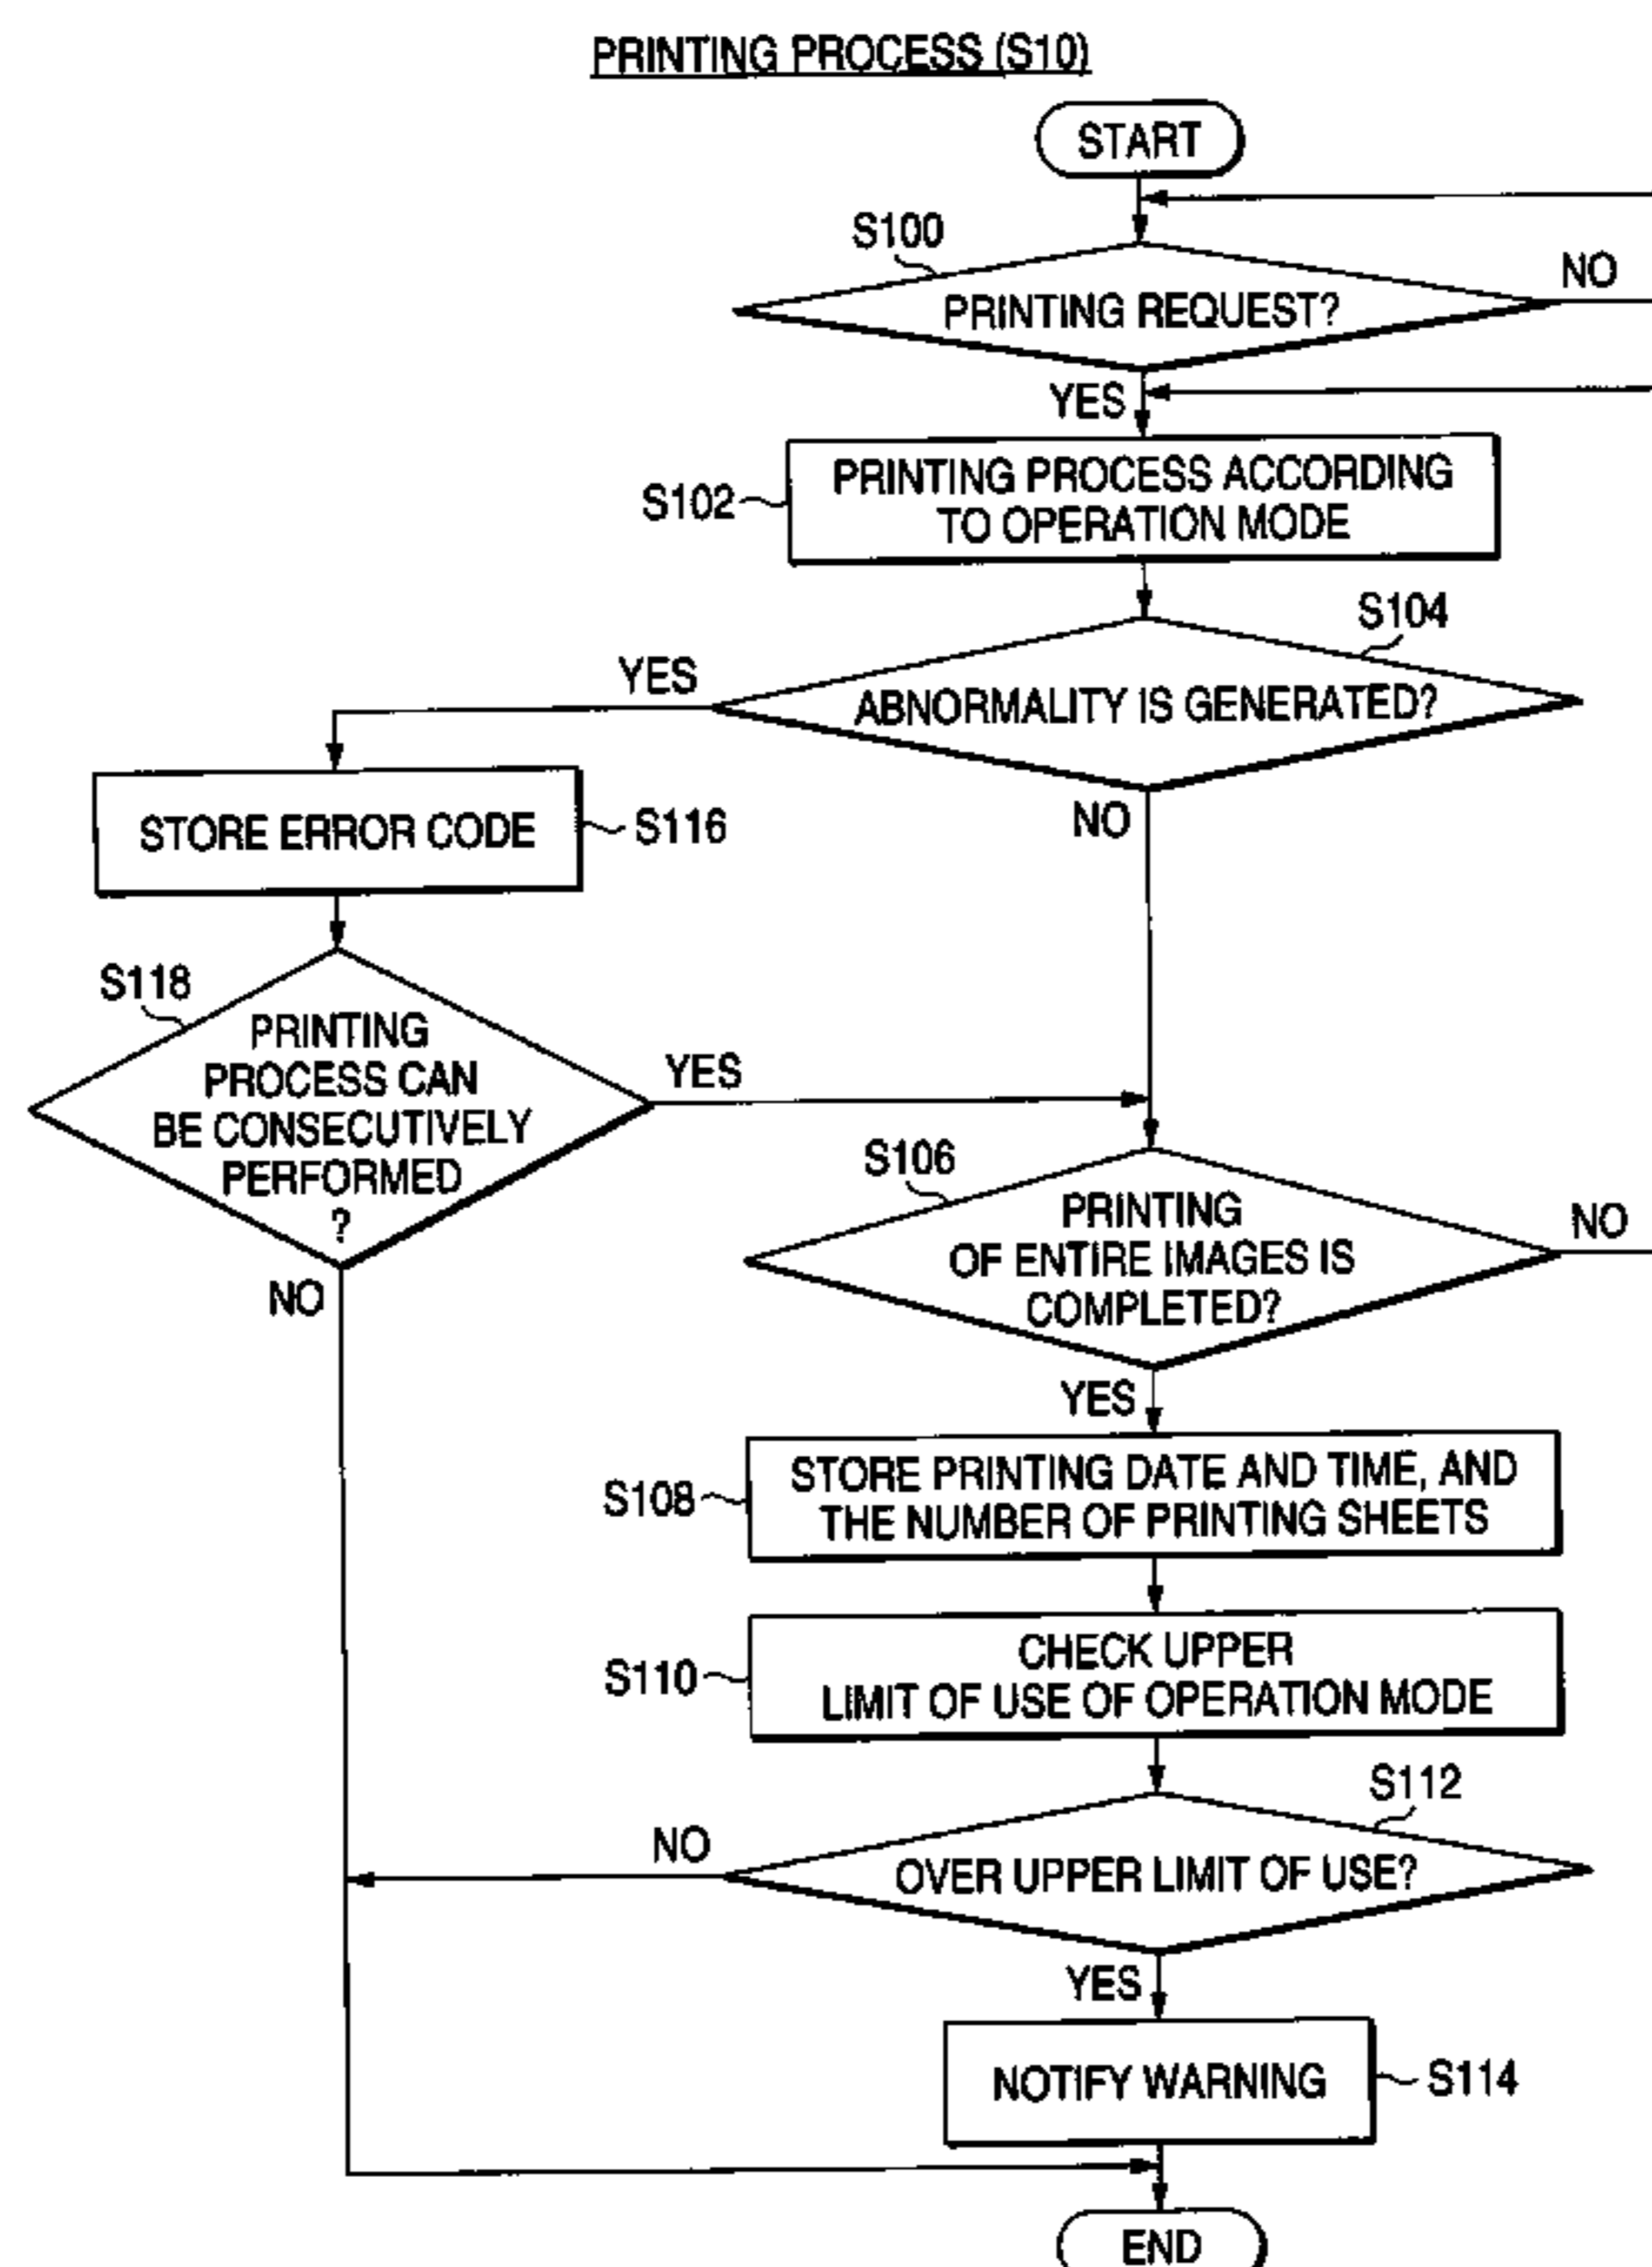 PRINTING PROCESS (S10)
START
S100
PRINTING REQUEST?
NO
YES
S102
PRINTING PROCESS ACCORDING
TO OPERATION MODE
S104
ABNORMALITY IS GENERATED?
YES
NO
STORE ERROR CODE
S116
S118
PRINTING
PROCESS CAN
BE CONSECUTIVELY
PERFORMED
?
YES
NO
S106
PRINTING
OF ENTIRE IMAGES IS
COMPLETED?
NO
YES
S108
STORE PRINTING DATE AND TIME, AND
THE NUMBER OF PRINTING SHEETS
S110
CHECK UPPER
LIMIT OF USE OF OPERATION MODE
S112
OVER UPPER LIMIT OF USE?
NO
YES
NOTIFY WARNING
S114
END